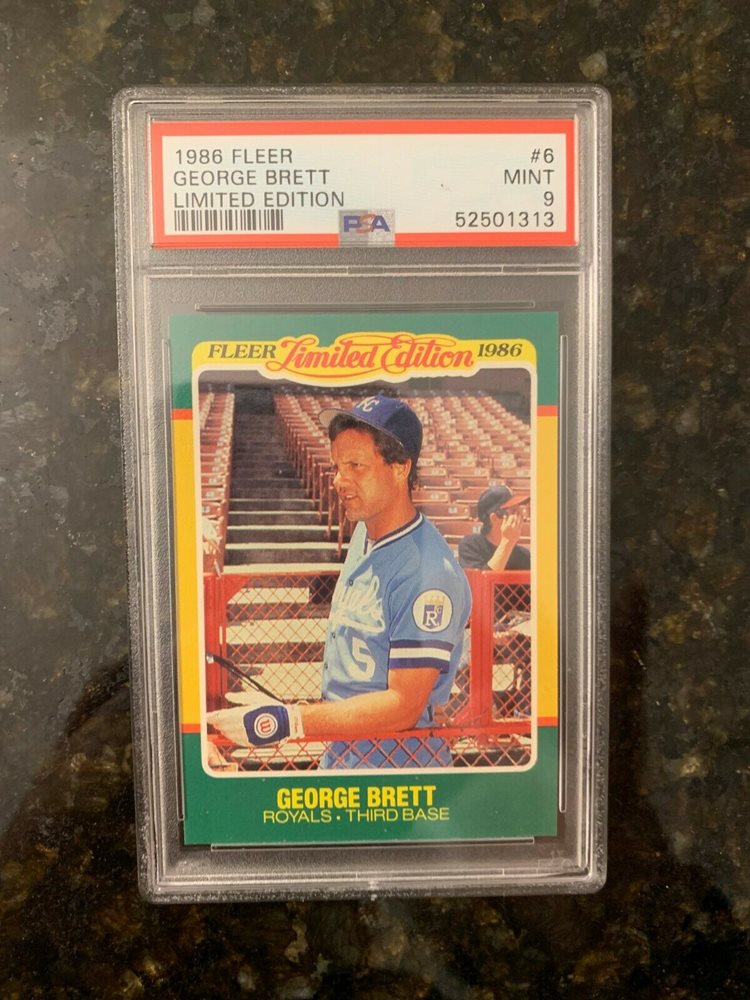 1986 FLEER #6
GEORGE BRETT MINT
LIMITED EDITION 9
PSA 52501313
FLEER Limited Edition 1986
KC
Royals
R
5
GEORGE BRETT
ROYALS • THIRD BASE